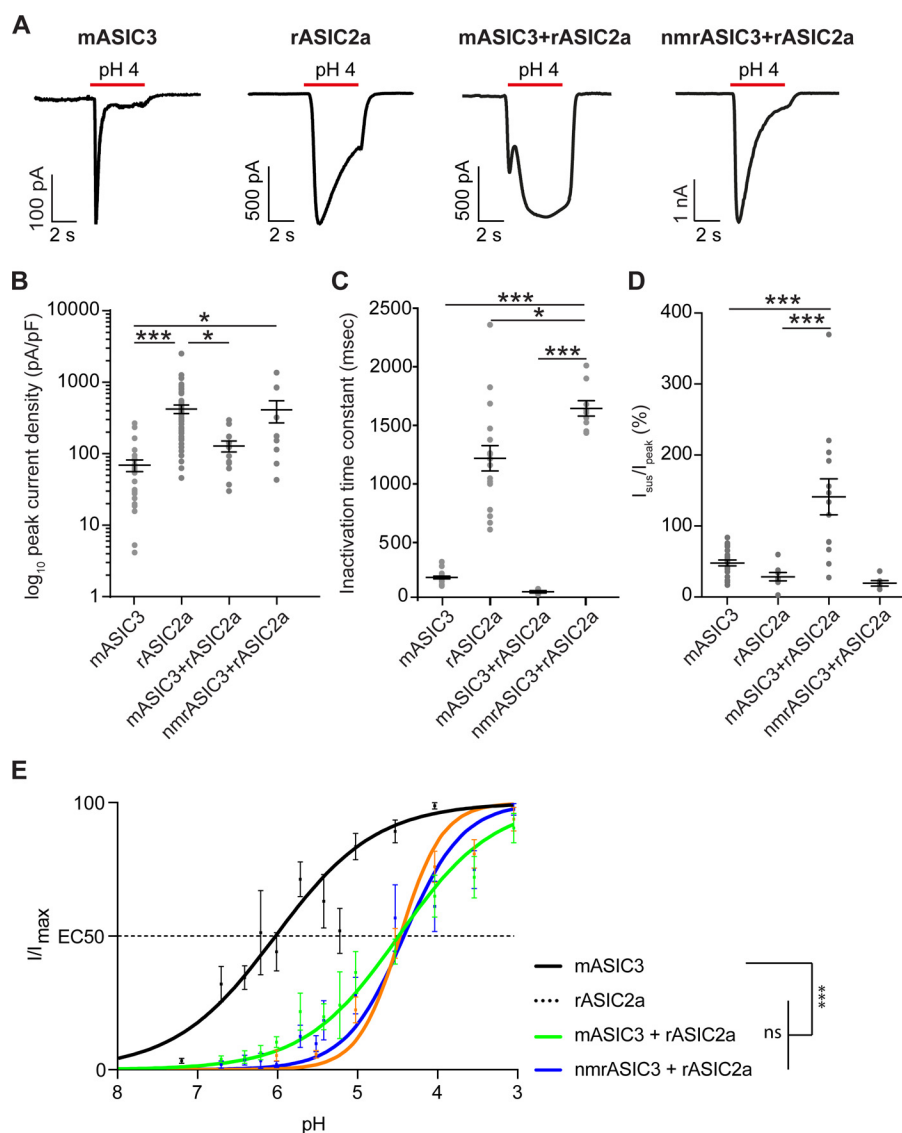 A
mASIC3
rASIC2a
mASIC3+rASIC2a
nmrASIC3+rASIC2a
pH 4
pH 4
pH 4
pH 4
100 pA
2 s
500 pA
2 s
500 pA
2 s
1 nA
2 s
B
log10 peak current density (pA/pF)
10000
1000
100
10
1
***
*
*
mASIC3
rASIC2a
mASIC3+rASIC2a
nmrASIC3+rASIC2a
C
Inactivation time constant (msec)
2500
2000
1500
1000
500
0
***
*
***
mASIC3
rASIC2a
mASIC3+rASIC2a
nmrASIC3+rASIC2a
D
Isus/Ipeak (%)
400
300
200
100
0
***
***
mASIC3
rASIC2a
mASIC3+rASIC2a
nmrASIC3+rASIC2a
E
I/Imax
100
EC50
0
8
7
6
5
4
3
pH
mASIC3
rASIC2a
mASIC3 + rASIC2a
nmrASIC3 + rASIC2a
ns
***